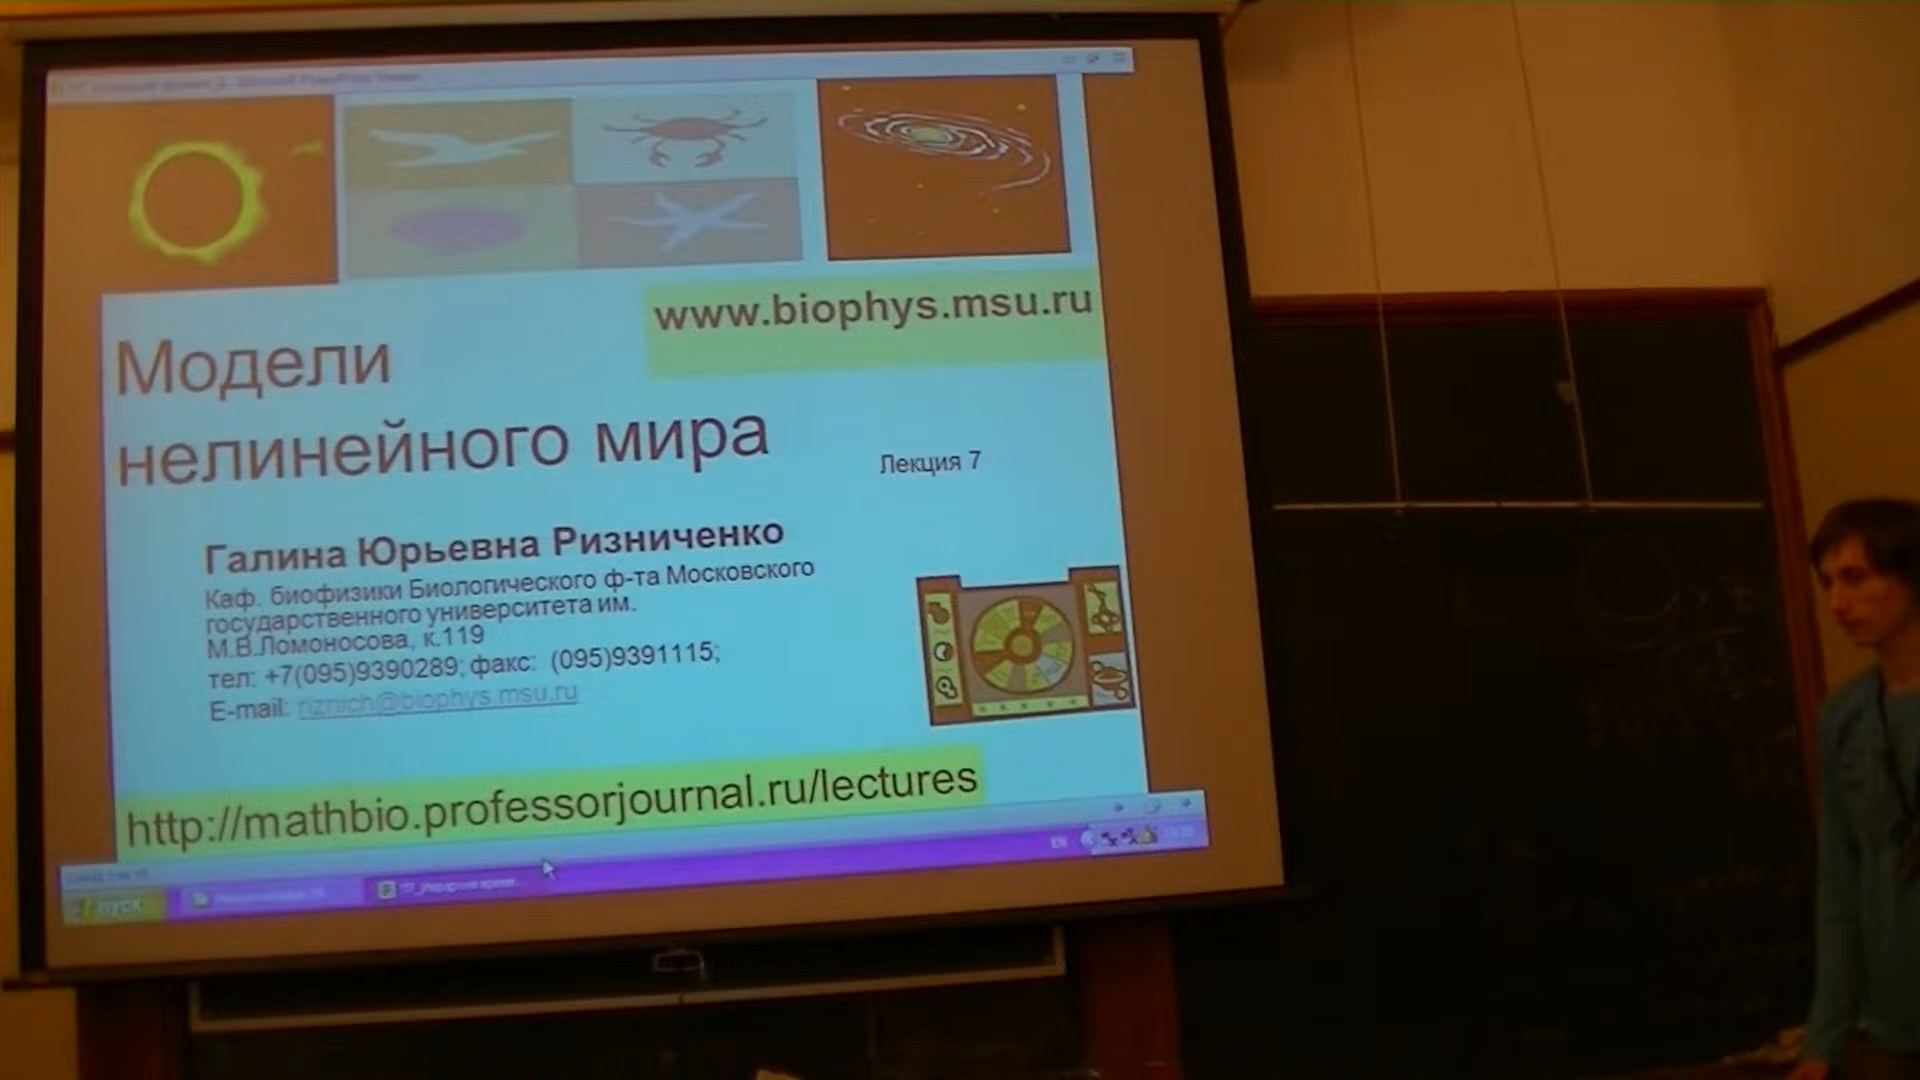 www.biophys.msu.ru
Модели
нелинейного мира
Лекция 7
Галина Юрьевна Ризниченко
Каф. биофизики Биологического ф-та Московского
государственного университета им.
М.В.Ломоносова, к.119
тел: +7(095)9390289; факс: (095)9391115;
E-mail: riznich@biophys.msu.ru
http://mathbio.professorjournal.ru/lectures
EN
пуск